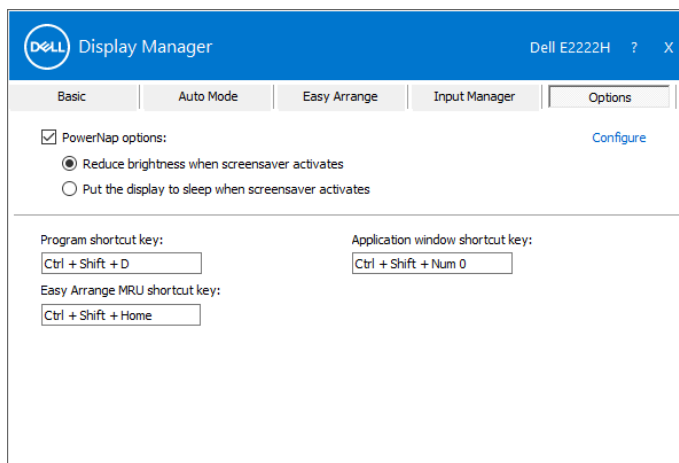 DELL Display Manager Dell E2222H ? X
Basic Auto Mode Easy Arrange Input Manager Options
PowerNap options: Configure
Reduce brightness when screensaver activates
Put the display to sleep when screensaver activates
Program shortcut key: Application window shortcut key:
Ctrl + Shift + D Ctrl + Shift + Num 0
Easy Arrange MRU shortcut key:
Ctrl + Shift + Home